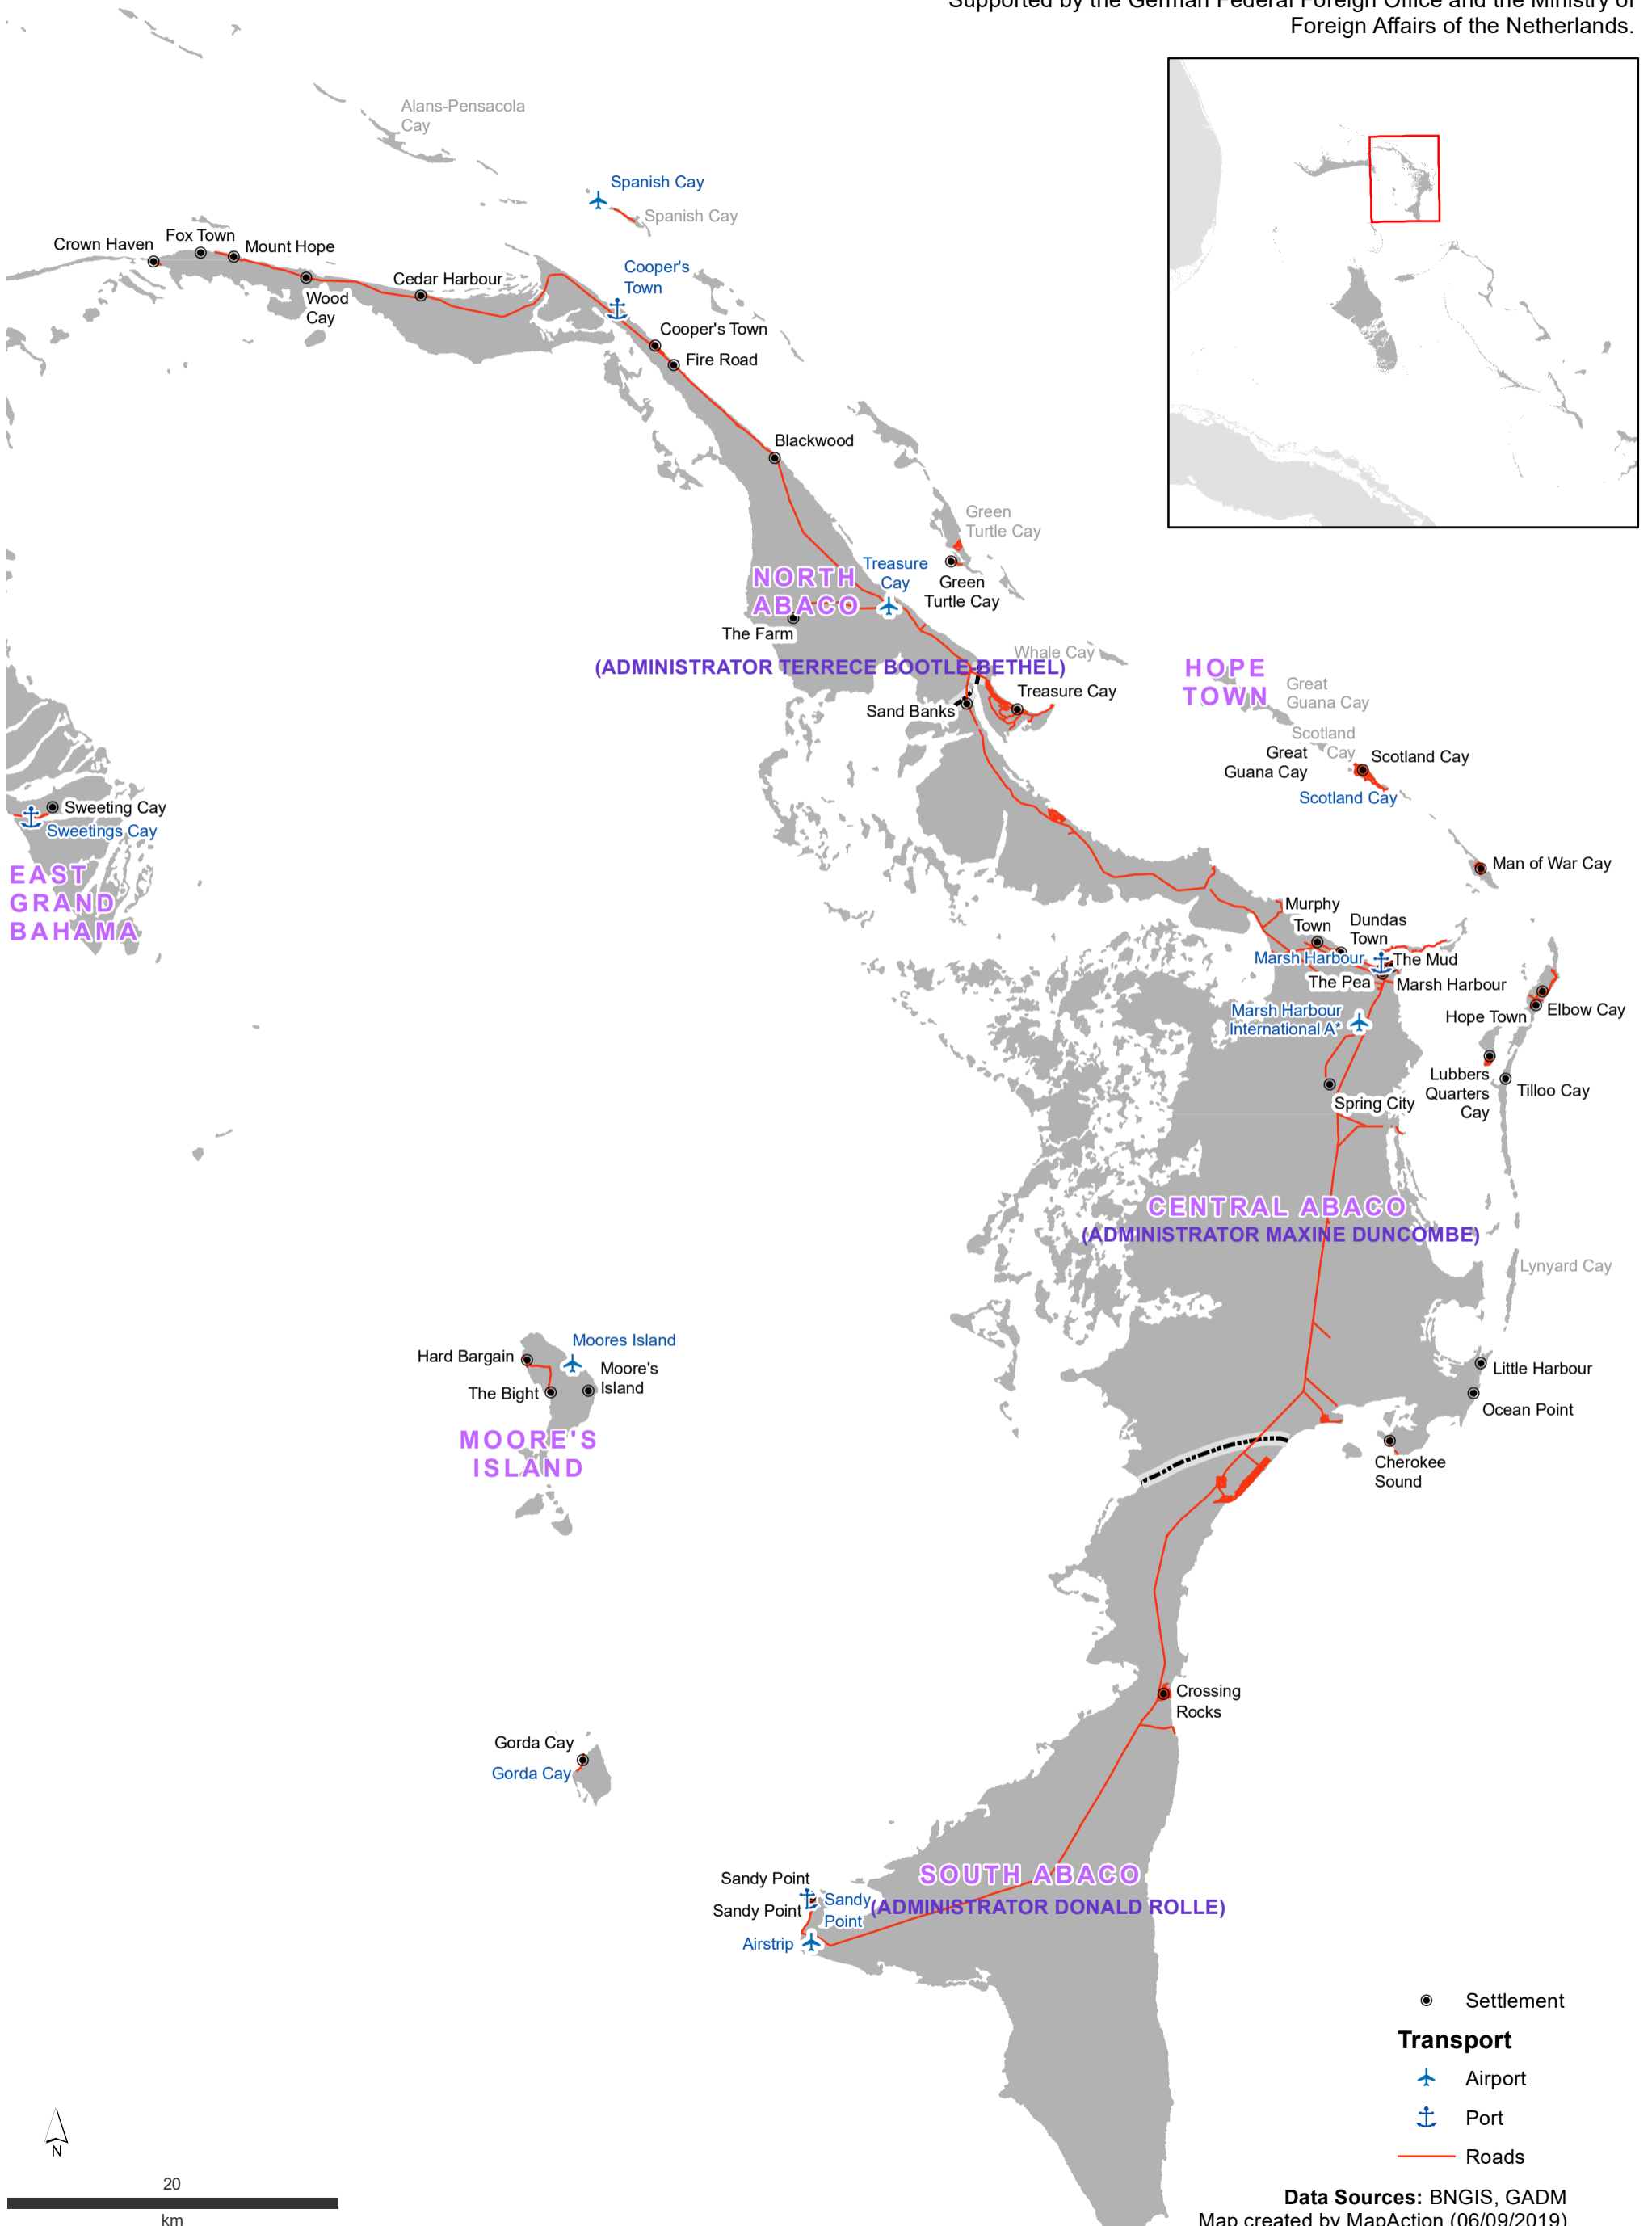 Supported by the German Federal Foreign Office and the Ministry of
Foreign Affairs of the Netherlands.
Alans-Pensacola
Cay
Spanish Cay
Spanish Cay
Crown Haven
Fox Town
Mount Hope
Wood
Cay
Cedar Harbour
Cooper's
Town
Cooper's Town
Fire Road
Blackwood
Green
Turtle Cay
Green
Turtle Cay
Treasure
Cay
NORTH
ABACO
The Farm
(ADMINISTRATOR TERRECE BOOTLE-BETHEL)
Whale Cay
Treasure Cay
Sand Banks
HOPE
TOWN
Great
Guana Cay
Scotland
Cay
Great
Guana Cay
Scotland Cay
Scotland Cay
Sweeting Cay
Sweetings Cay
EAST
GRAND
BAHAMA
Man of War Cay
Murphy
Town
Dundas
Town
Marsh Harbour
The Mud
The Pea
Marsh Harbour
Marsh Harbour
International A*
Hope Town
Elbow Cay
Lubbers
Quarters
Cay
Tilloo Cay
Spring City
CENTRAL ABACO
(ADMINISTRATOR MAXINE DUNCOMBE)
Lynyard Cay
Moores Island
Hard Bargain
Moore's
Island
The Bight
MOORE'S
ISLAND
Little Harbour
Ocean Point
Cherokee
Sound
Crossing
Rocks
Gorda Cay
Gorda Cay
Sandy Point
Sandy Point
Sandy
Point
Airstrip
SOUTH ABACO
(ADMINISTRATOR DONALD ROLLE)
Settlement
Transport
Airport
Port
Roads
N
20
km
Data Sources: BNGIS, GADM
Map created by MapAction (06/09/2019)